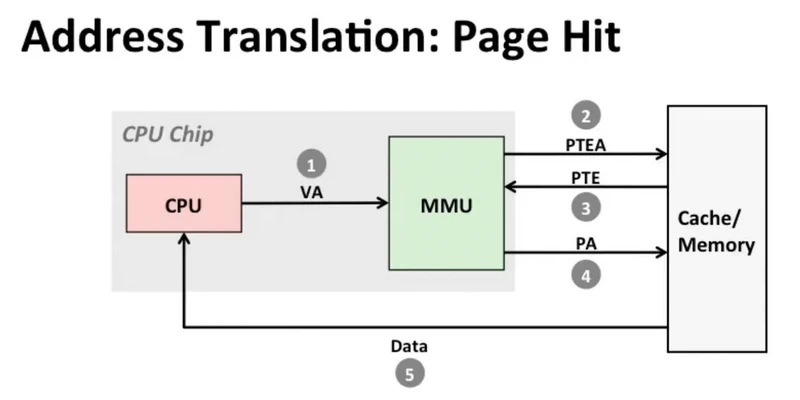 Address Translation: Page Hit
CPU Chip
2
PTEA
1
VA
PTE
3
CPU
MMU
Cache/
Memory
PA
4
Data
5